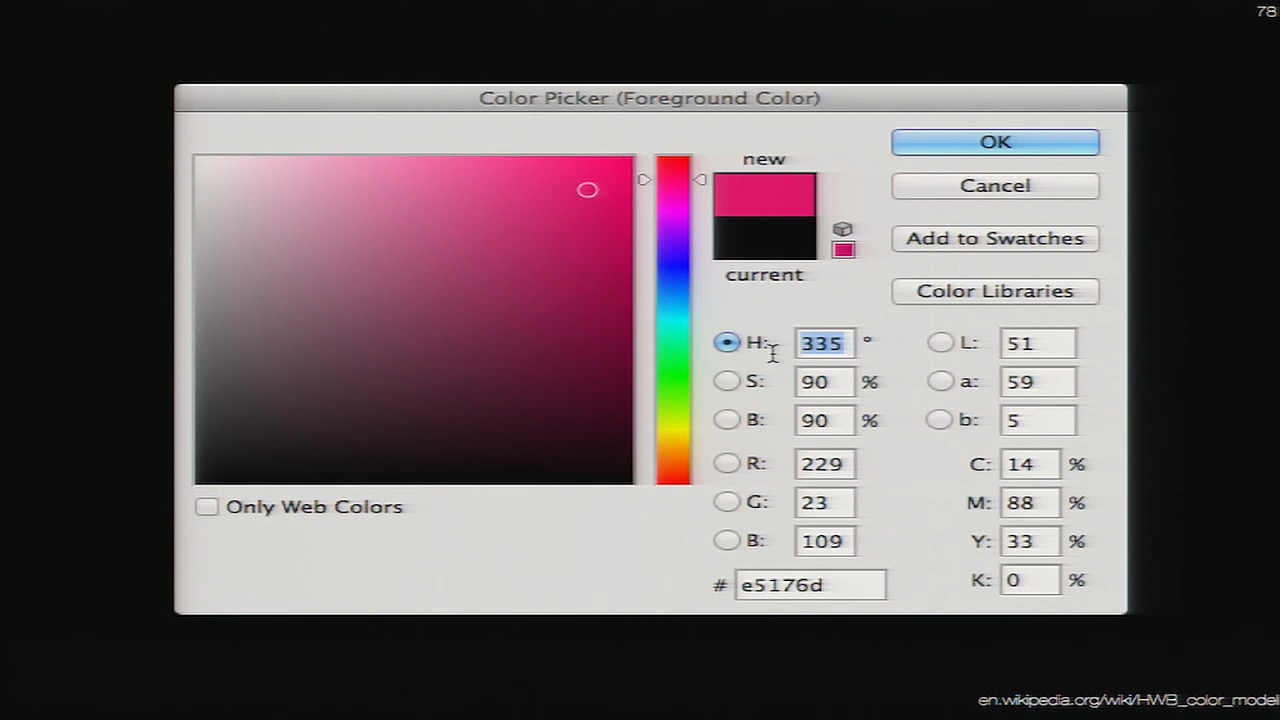 78
Color Picker (Foreground Color)
new
current
OK
Cancel
Add to Swatches
Color Libraries
H: 335 °
S: 90 %
B: 90 %
R: 229
G: 23
B: 109
# e5176d
L: 51
a: 59
b: 5
C: 14 %
M: 88 %
Y: 33 %
K: 0 %
Only Web Colors
en.wikipedia.org/wiki/HWB_color_model